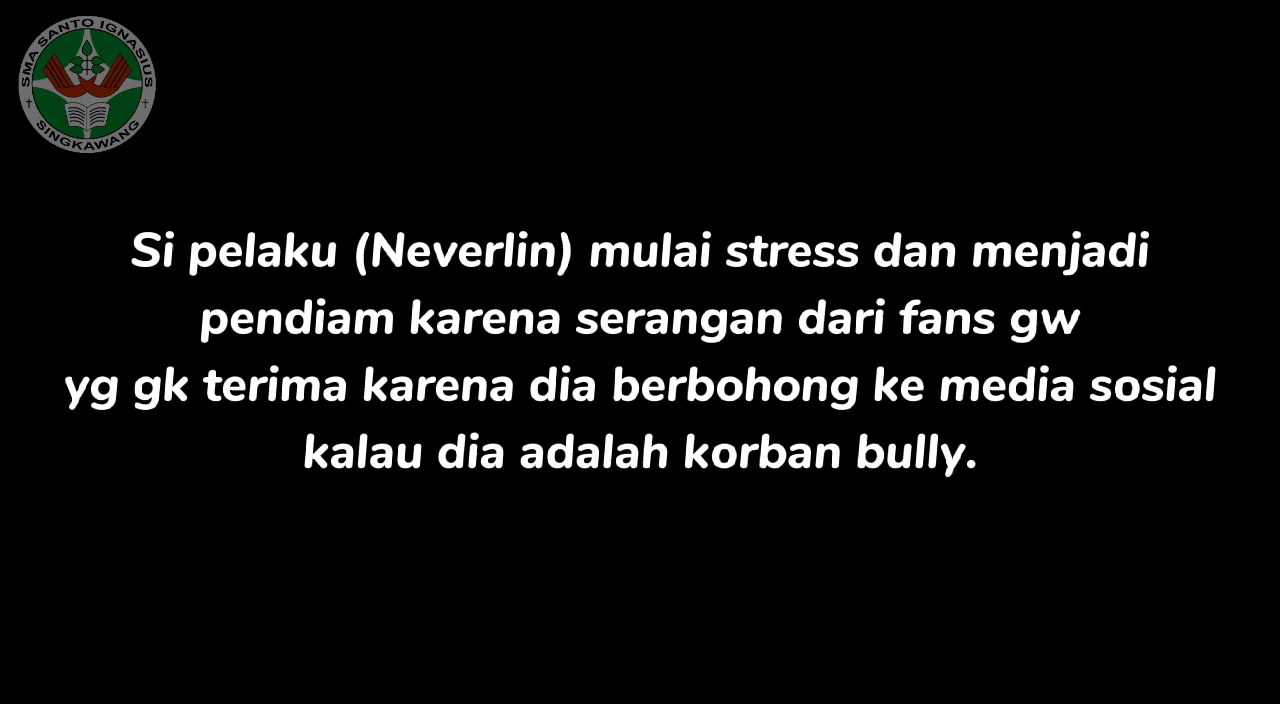 SMA SANTO IGNASIUS
SINGKAWANG
Si pelaku (Neverlin) mulai stress dan menjadi
pendiam karena serangan dari fans gw
yg gk terima karena dia berbohong ke media sosial
kalau dia adalah korban bully.